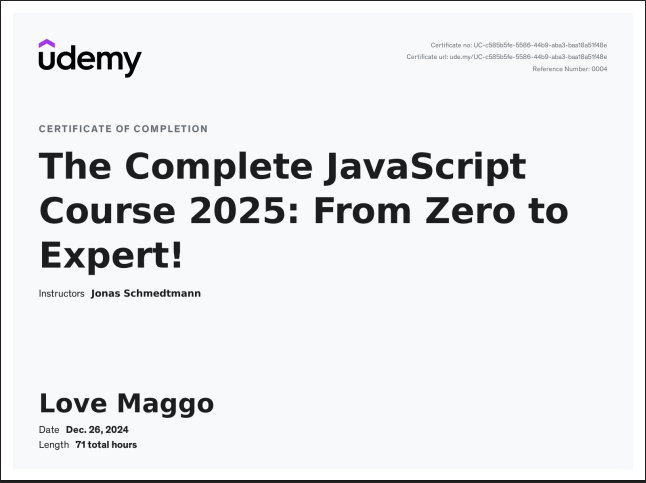 udemy
Certificate no: UC-c585b5fe-5586-44b9-aba3-baa18a51f48e
Certificate url: ude.my/UC-c585b5fe-5586-44b9-aba3-baa18a51f48e
Reference Number: 0004
CERTIFICATE OF COMPLETION
The Complete JavaScript
Course 2025: From Zero to
Expert!
Instructors Jonas Schmedtmann
Love Maggo
Date Dec. 26, 2024
Length 71 total hours